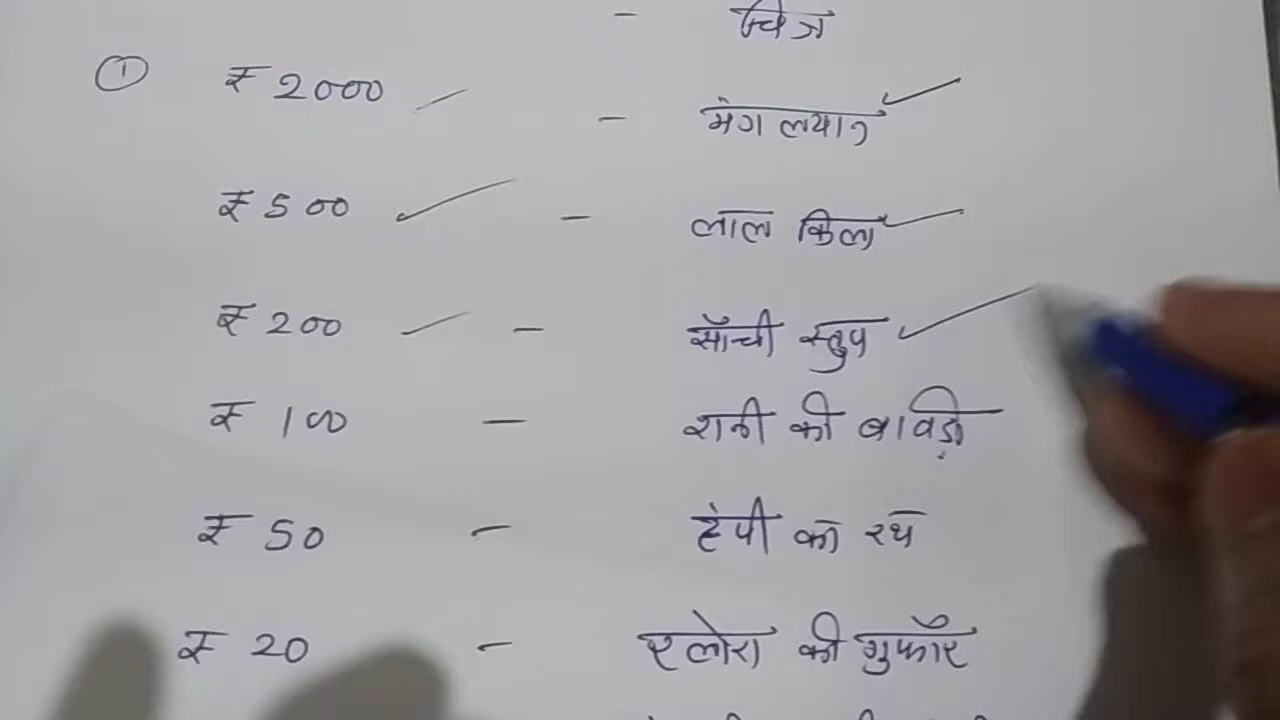 - चित्र
① ₹ 2000 - मंगलयान
₹ 500 - लाल किला
₹ 200 - साँची स्तुप
₹ 100 - रानी की बावड़ी
₹ 50 - हंपी का रथ
₹ 20 - एलोरा की गुफाएँ